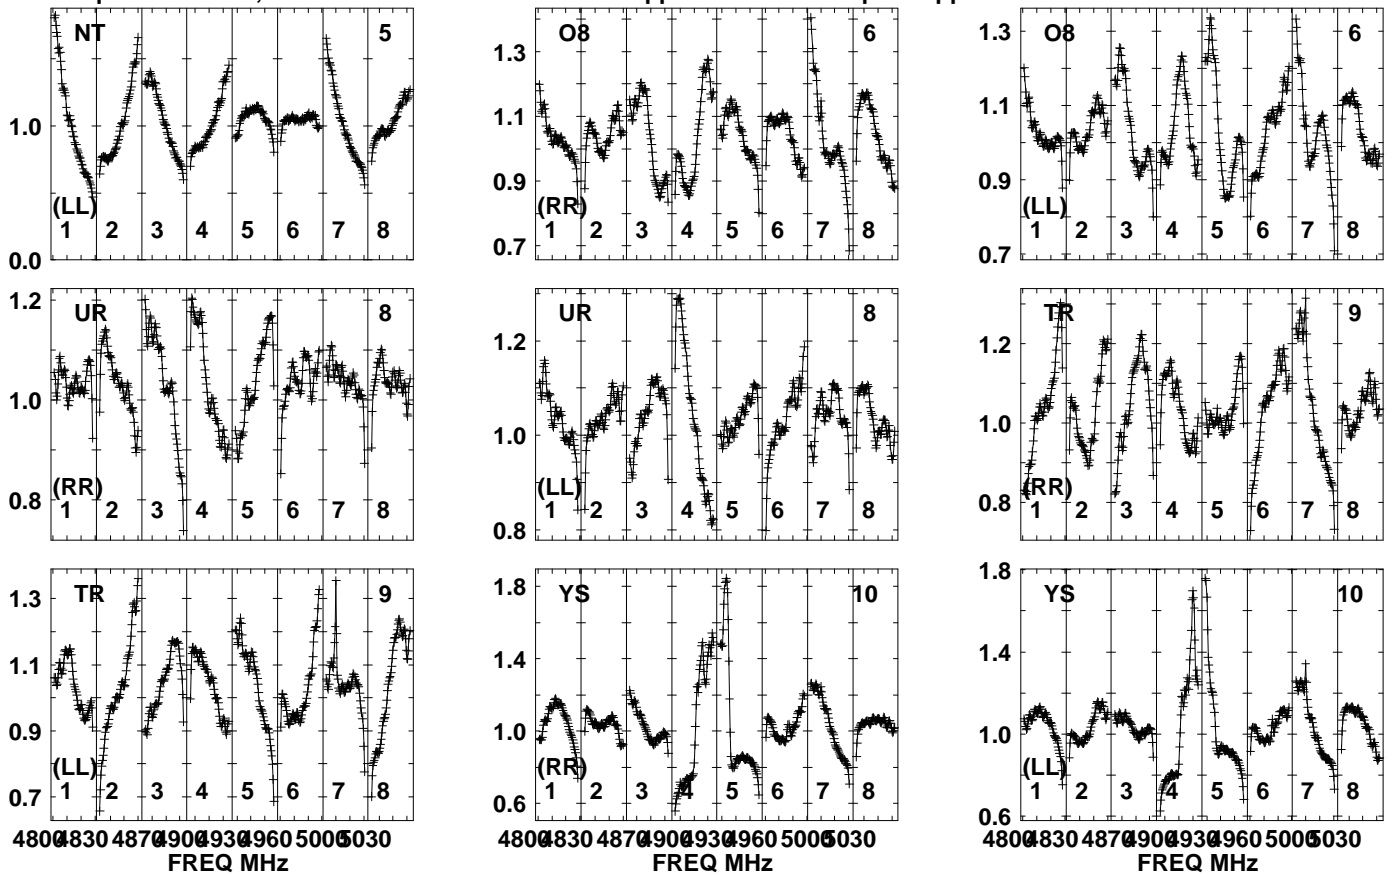 NT 5
1.0
(LL)
1 2 3 4 5 6 7 8
0.0
O8 6
1.3
1.1
0.9
(RR)
1 2 3 4 5 6 7 8
0.7
O8 6
1.3
1.1
0.9
(LL)
1 2 3 4 5 6 7 8
0.7
UR 8
1.2
1.0
(RR)
0.8
1 2 3 4 5 6 7 8
UR 8
1.2
1.0
(LL)
1 2 3 4 5 6 7 8
0.8
TR 9
1.2
1.0
(RR)
0.8
1 2 3 4 5 6 7 8
TR 9
1.3
1.1
0.9
(LL)
0.7
1 2 3 4 5 6 7 8
YS 10
1.8
1.4
1.0
(RR)
1 2 3 4 5 6 7 8
0.6
YS 10
1.8
1.4
1.0
(LL)
1 2 3 4 5 6 7 8
0.6
4800 4830 4870 4900 4930 4960 5000 5030
FREQ MHz
4800 4830 4870 4900 4930 4960 5000 5030
FREQ MHz
4800 4830 4870 4900 4930 4960 5000 5030
FREQ MHz